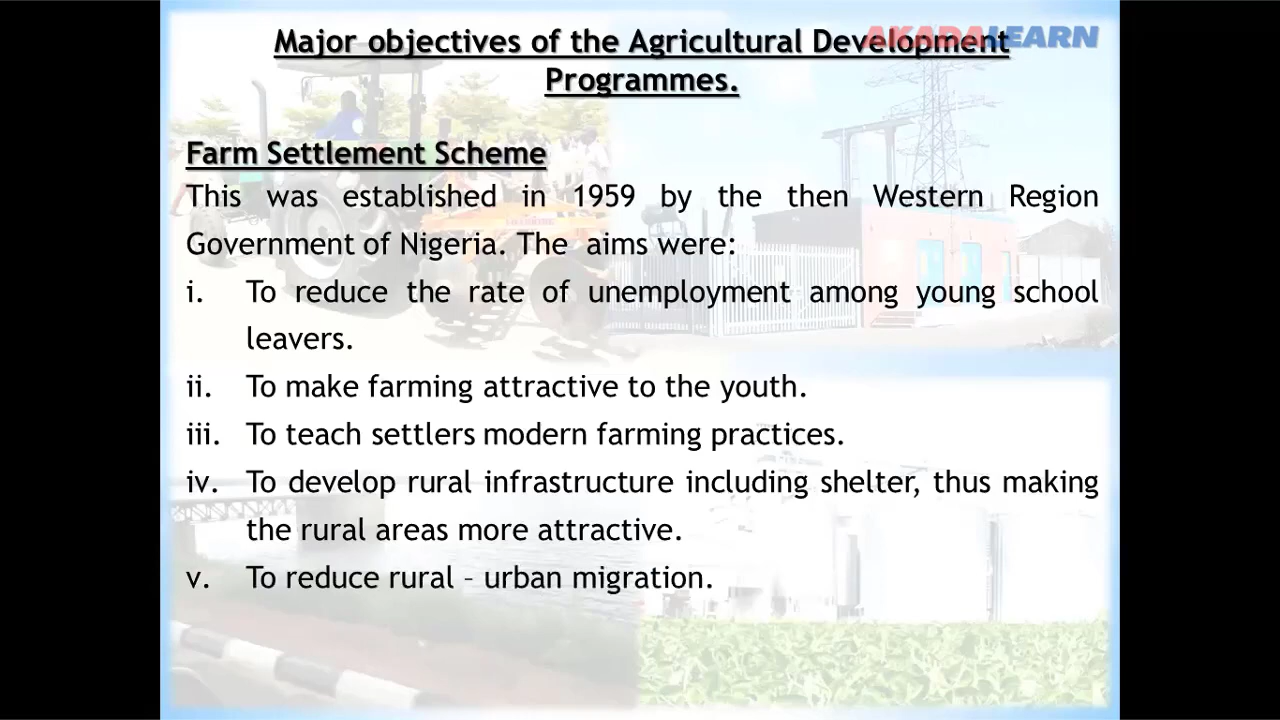 AKADALEARN
Major objectives of the Agricultural Development
Programmes.
Farm Settlement Scheme
This was established in 1959 by the then Western Region
Government of Nigeria. The aims were:
i. To reduce the rate of unemployment among young school
leavers.
ii. To make farming attractive to the youth.
iii. To teach settlers modern farming practices.
iv. To develop rural infrastructure including shelter, thus making
the rural areas more attractive.
v. To reduce rural – urban migration.